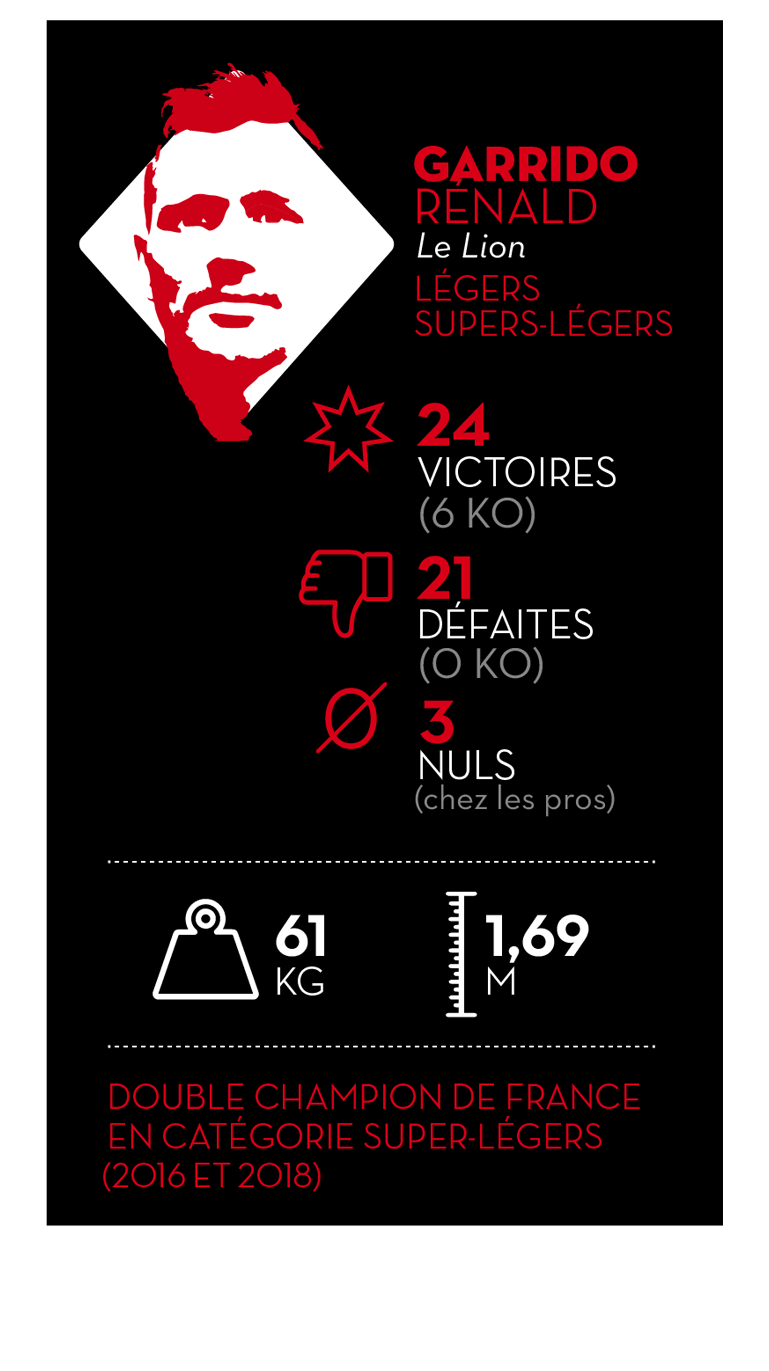 GARRIDO
RÉNALD
Le Lion
LÉGERS
SUPERS-LÉGERS
24
VICTOIRES
(6 KO)
21
DÉFAITES
(0 KO)
3
NULS
(chez les pros)
61
KG
1,69
M
DOUBLE CHAMPION DE FRANCE
EN CATÉGORIE SUPER-LÉGERS
(2016 ET 2018)